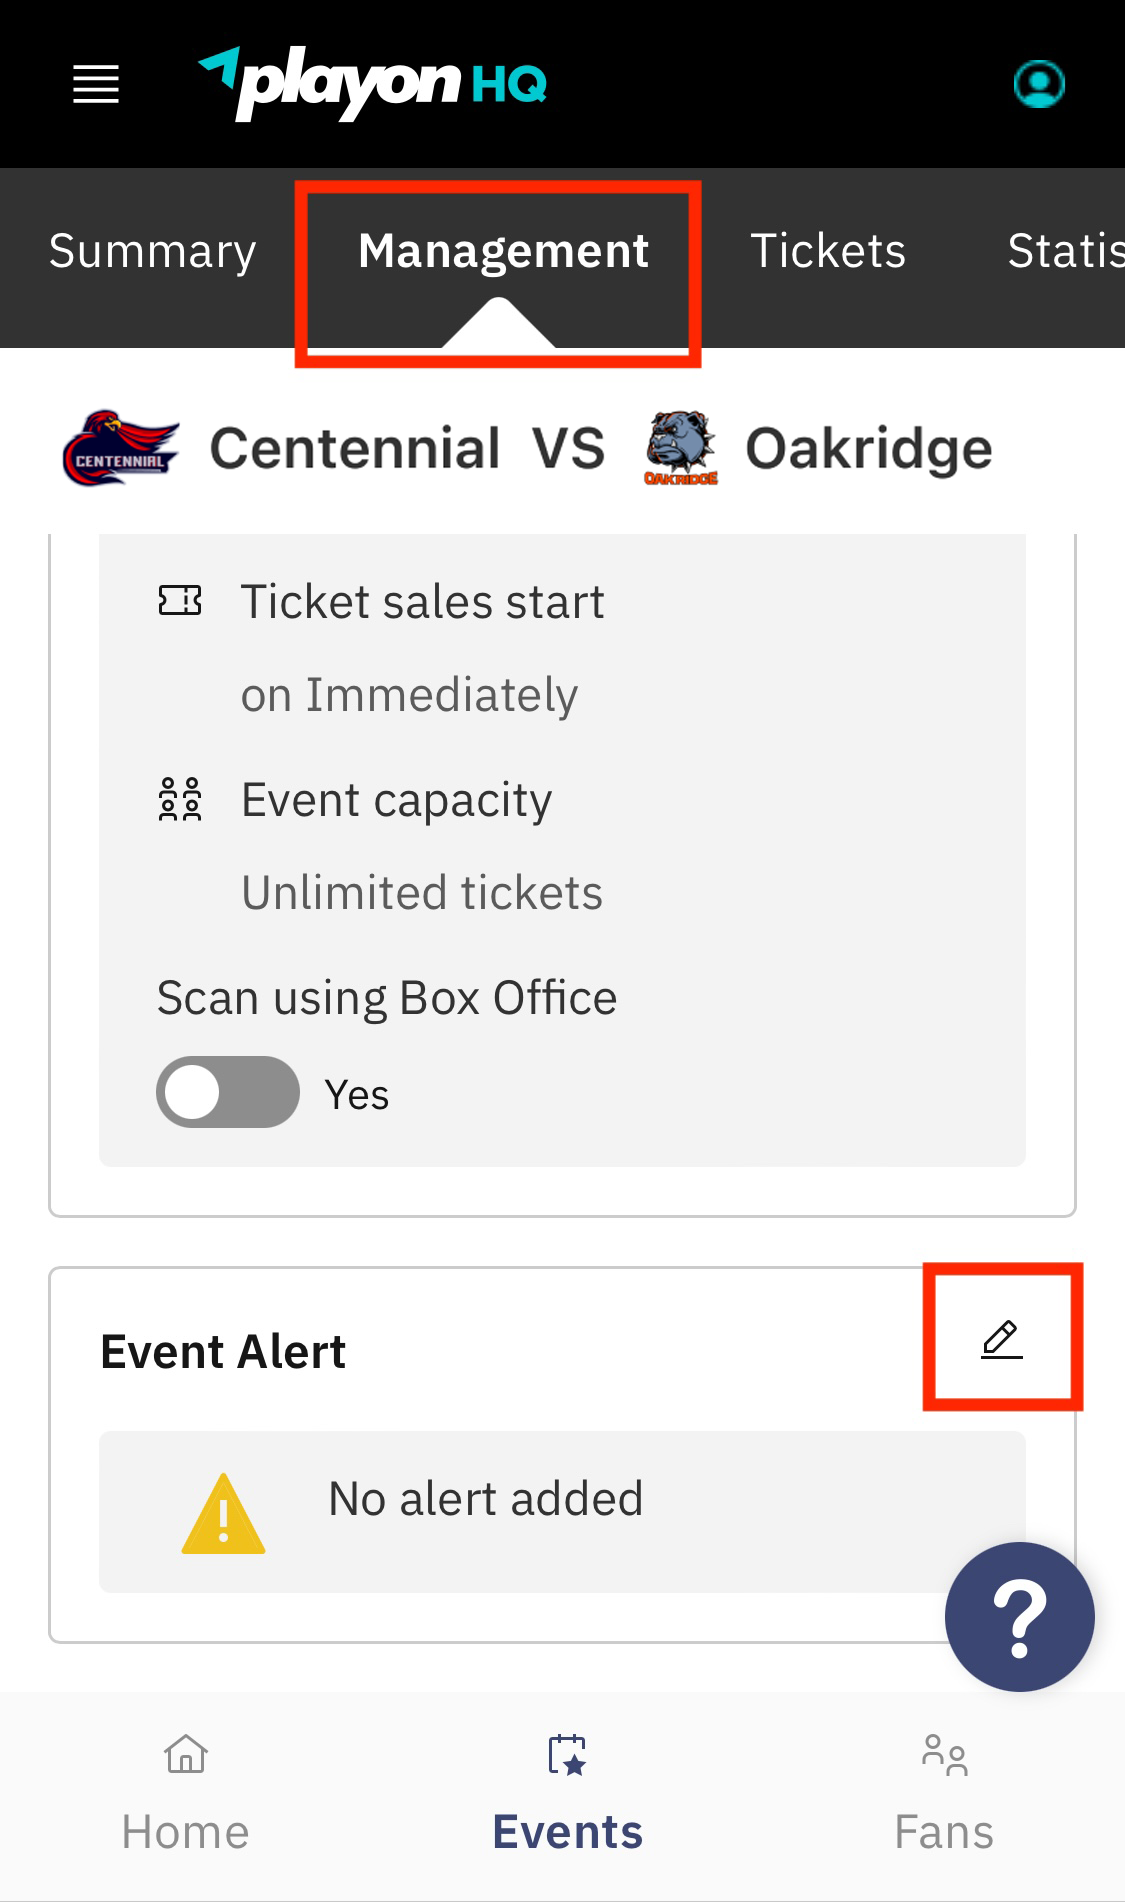 playon HQ
Summary Management Tickets Statis
CENTENNIAL Centennial VS OAKRIDGE Oakridge
Ticket sales start
on Immediately
Event capacity
Unlimited tickets
Scan using Box Office
Yes
Event Alert
No alert added
?
Home Events Fans